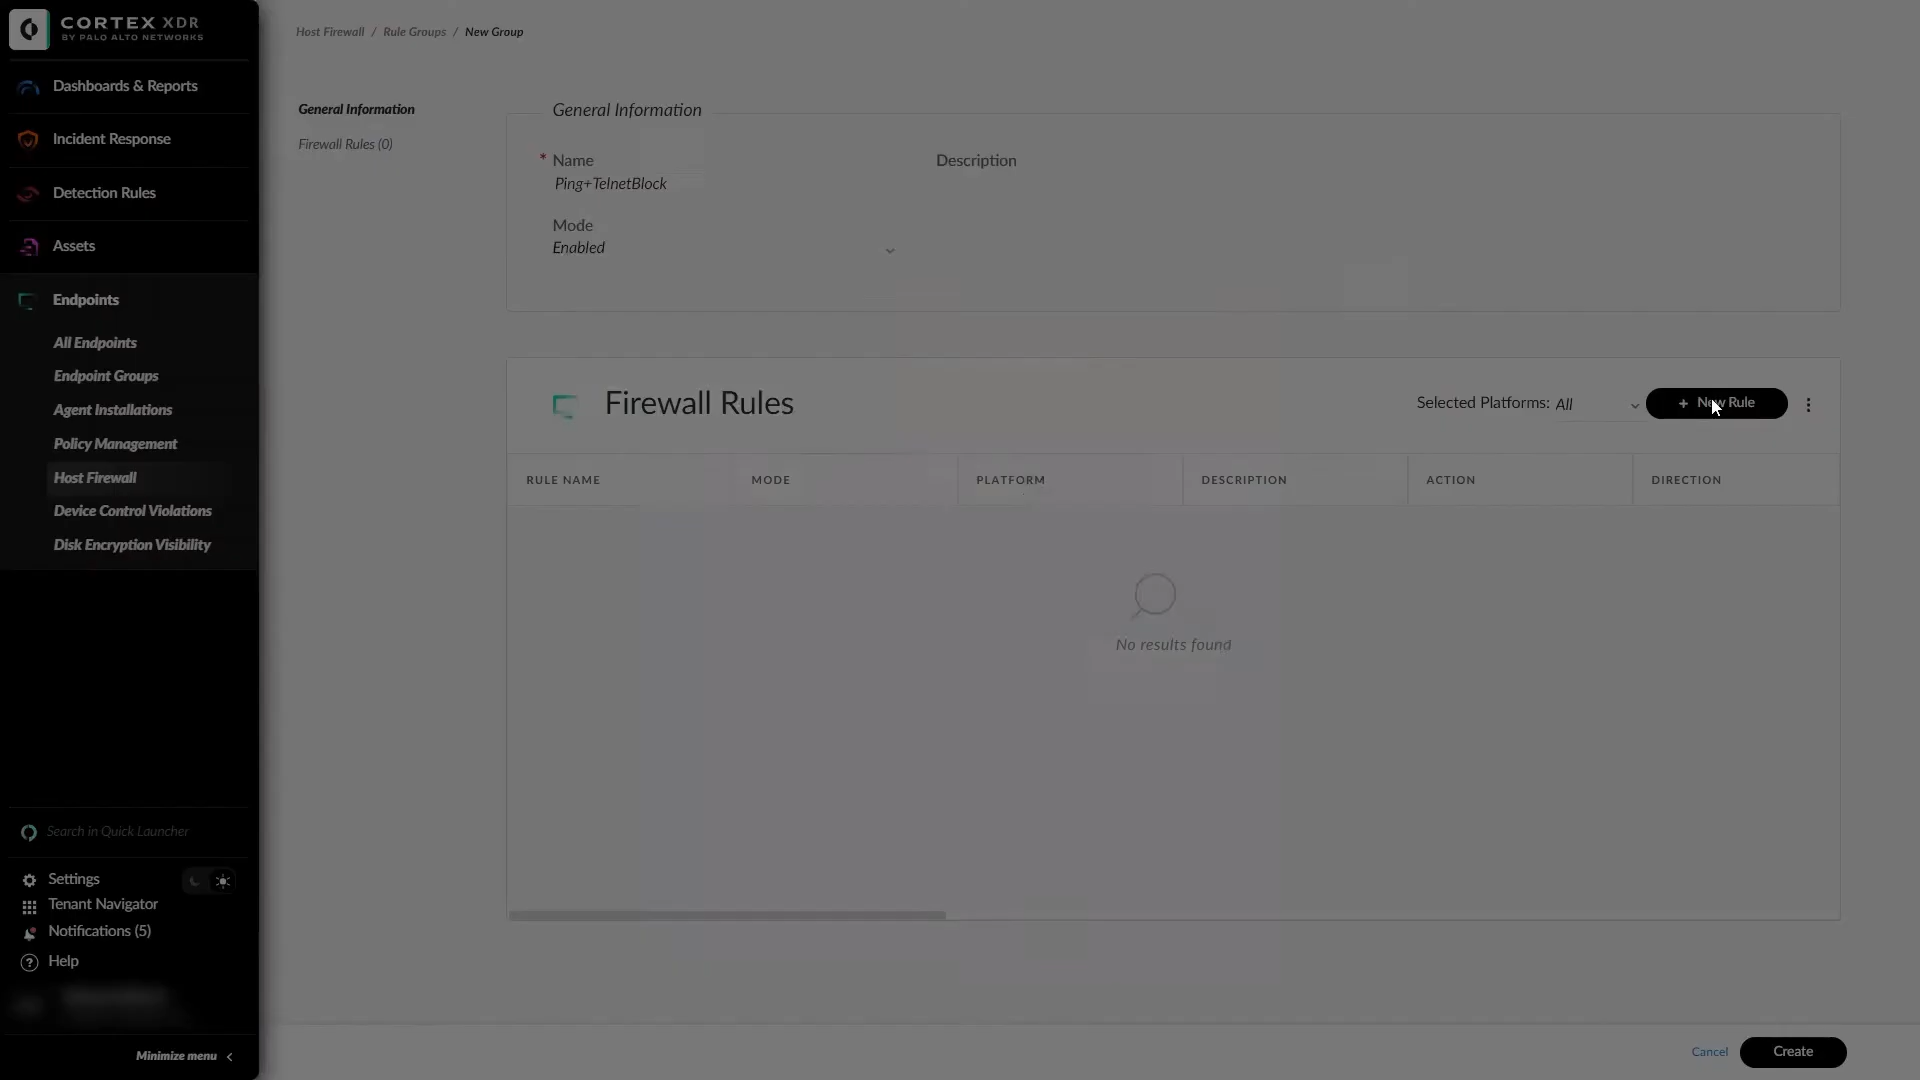 CORTEX XDR
BY PALO ALTO NETWORKS
Dashboards & Reports
Incident Response
Detection Rules
Assets
Endpoints
All Endpoints
Endpoint Groups
Agent Installations
Policy Management
Host Firewall
Device Control Violations
Disk Encryption Visibility
Search in Quick Launcher
Settings
Tenant Navigator
Notifications (5)
Help
Minimize menu
Host Firewall / Rule Groups / New Group
General Information
Firewall Rules (0)
General Information
* Name
Ping+TelnetBlock
Description
Mode
Enabled
Firewall Rules
Selected Platforms: All
+ New Rule
RULE NAME MODE PLATFORM DESCRIPTION ACTION DIRECTION
No results found
Cancel
Create